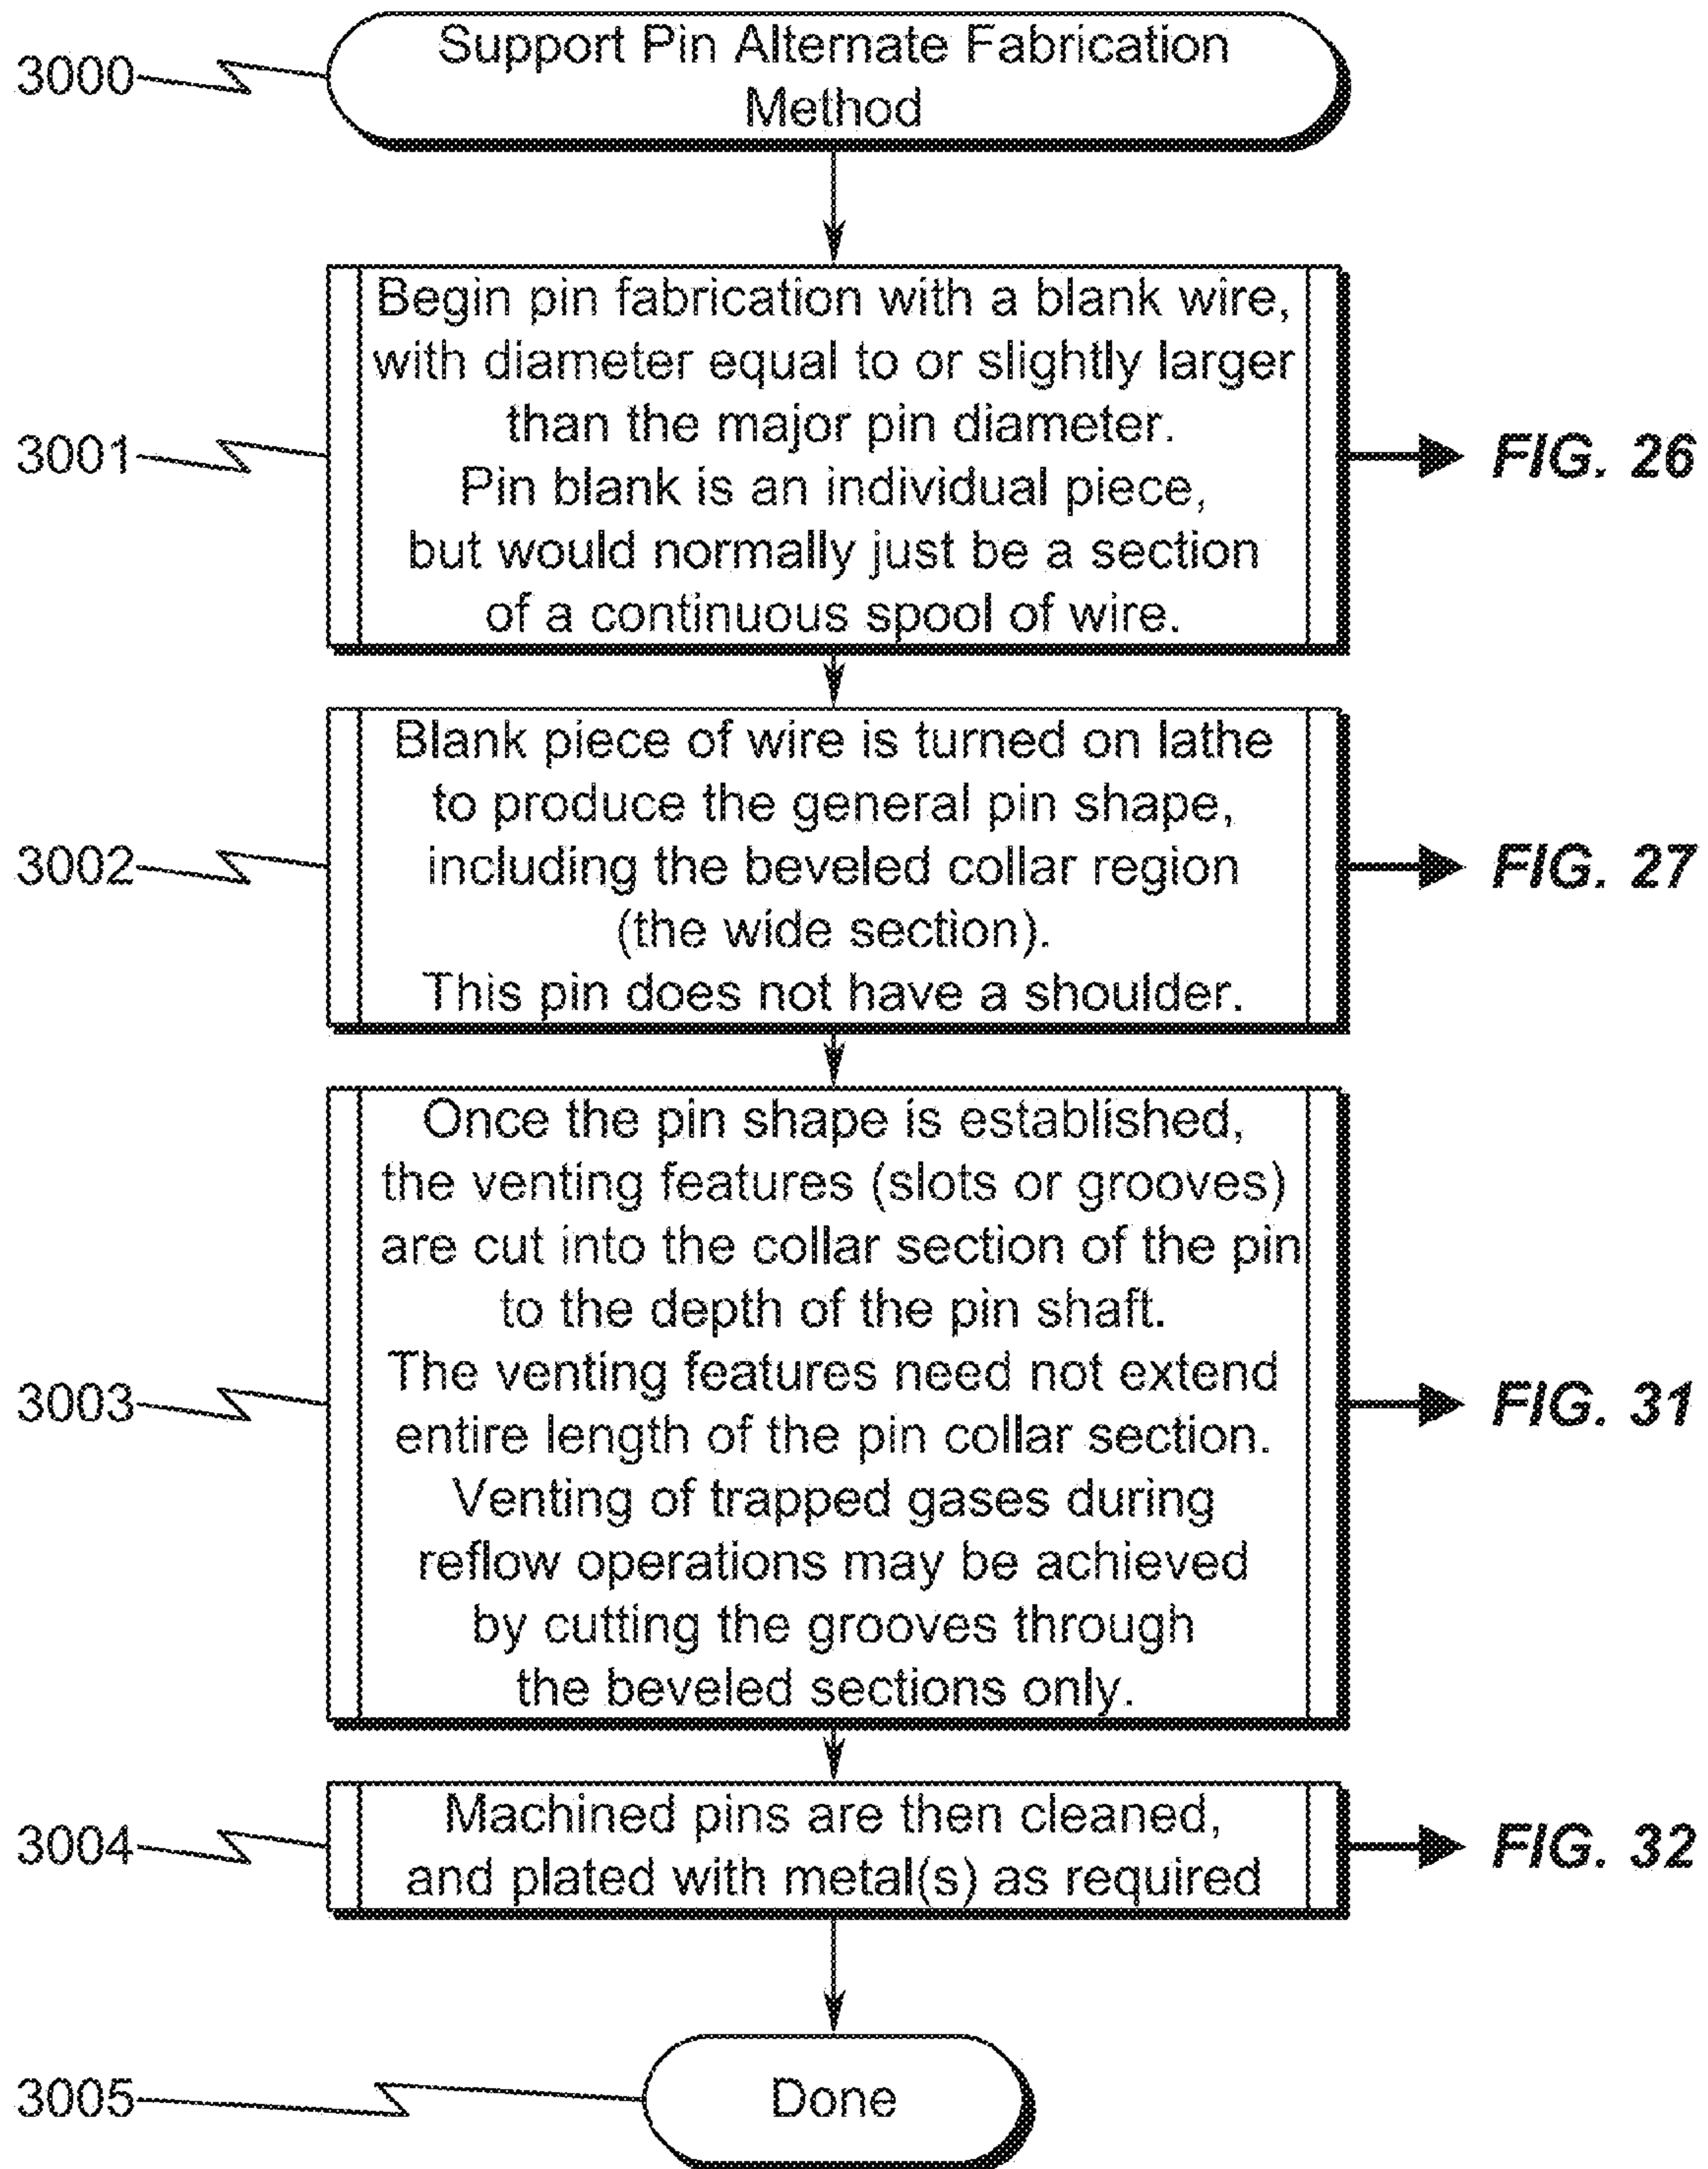 3000
Support Pin Alternate Fabrication
Method
Begin pin fabrication with a blank wire,
with diameter equal to or slightly larger
than the major pin diameter.
3001
FIG. 26
Pin blank is an individual piece,
but would normally just be a section
of a continuous spool of wire.
Blank piece of wire is turned on lathe
to produce the general pin shape,
3002
including the beveled collar region
FIG. 27
(the wide section).
This pin does not have a shoulder.
Once the pin shape is established,
the venting features (slots or grooves)
are cut into the collar section of the pin
to the depth of the pin shaft.
The venting features need not extend
3003
FIG. 31
entire length of the pin collar section.
Venting of trapped gases during
reflow operations may be achieved
by cutting the grooves through
the beveled sections only.
3004
Machined pins are then cleaned,
and plated with metal(s) as required
FIG. 32
3005
Done